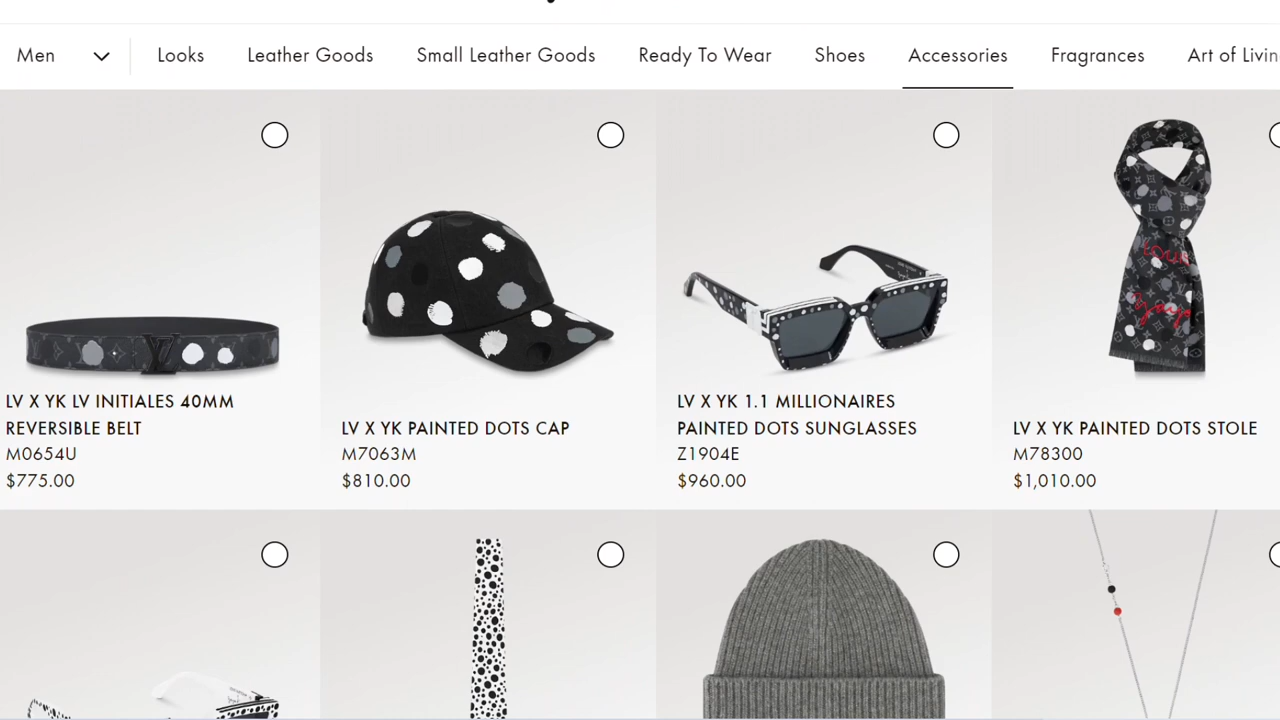 Men
Looks
Leather Goods
Small Leather Goods
Ready To Wear
Shoes
Accessories
Fragrances
Art of Livin
LV X YK LV INITIALES 40MM
REVERSIBLE BELT
M0654U
$775.00
LV X YK PAINTED DOTS CAP
M7063M
$810.00
LV X YK 1.1 MILLIONAIRES
PAINTED DOTS SUNGLASSES
Z1904E
$960.00
LV X YK PAINTED DOTS STOLE
M78300
$1,010.00